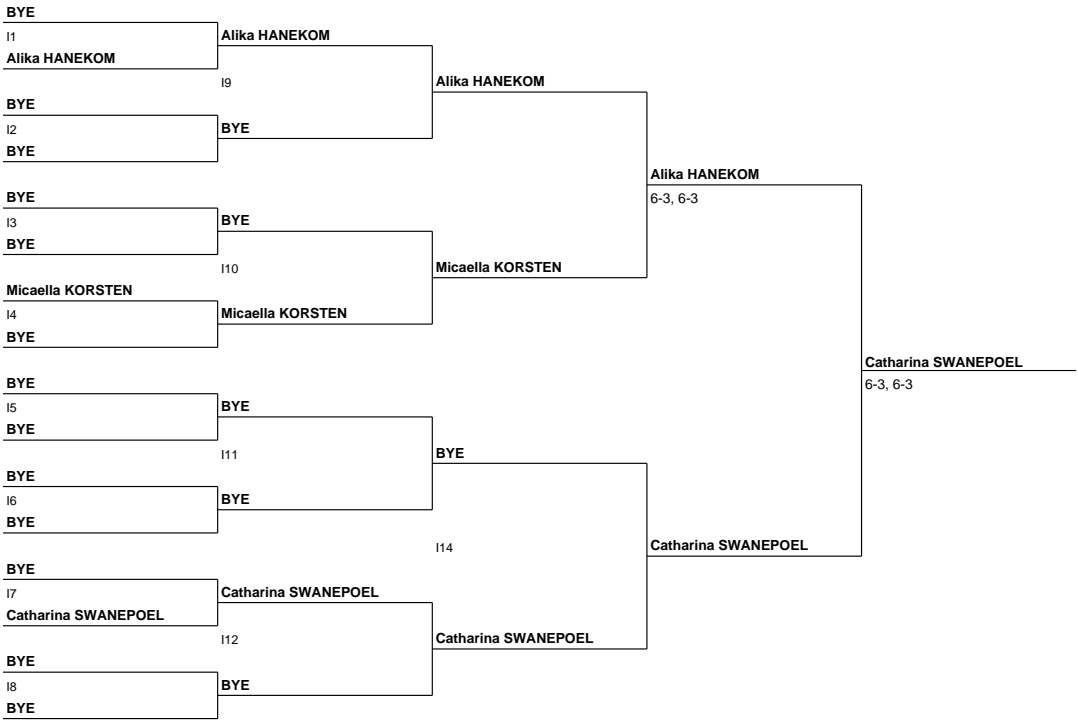 BYE
I1
Alika HANEKOM
BYE
I2
BYE
BYE
I3
BYE
Micaella KORSTEN
I4
BYE
BYE
I5
BYE
BYE
I6
BYE
BYE
I7
Catharina SWANEPOEL
BYE
I8
BYE
Alika HANEKOM
I9
BYE
BYE
I10
Micaella KORSTEN
BYE
I11
BYE
Catharina SWANEPOEL
I12
BYE
Alika HANEKOM
Micaella KORSTEN
BYE
I14
Catharina SWANEPOEL
Alika HANEKOM
6-3, 6-3
Catharina SWANEPOEL
Catharina SWANEPOEL
6-3, 6-3